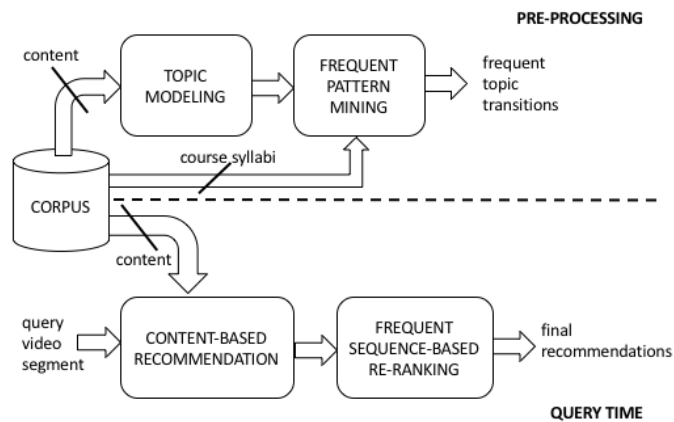 PRE-PROCESSING
content
TOPIC
MODELING
FREQUENT
PATTERN
MINING
frequent
topic
transitions
course syllabi
CORPUS
content
query
video
segment
CONTENT-BASED
RECOMMENDATION
FREQUENT
SEQUENCE-BASED
RE-RANKING
final
recommendations
QUERY TIME